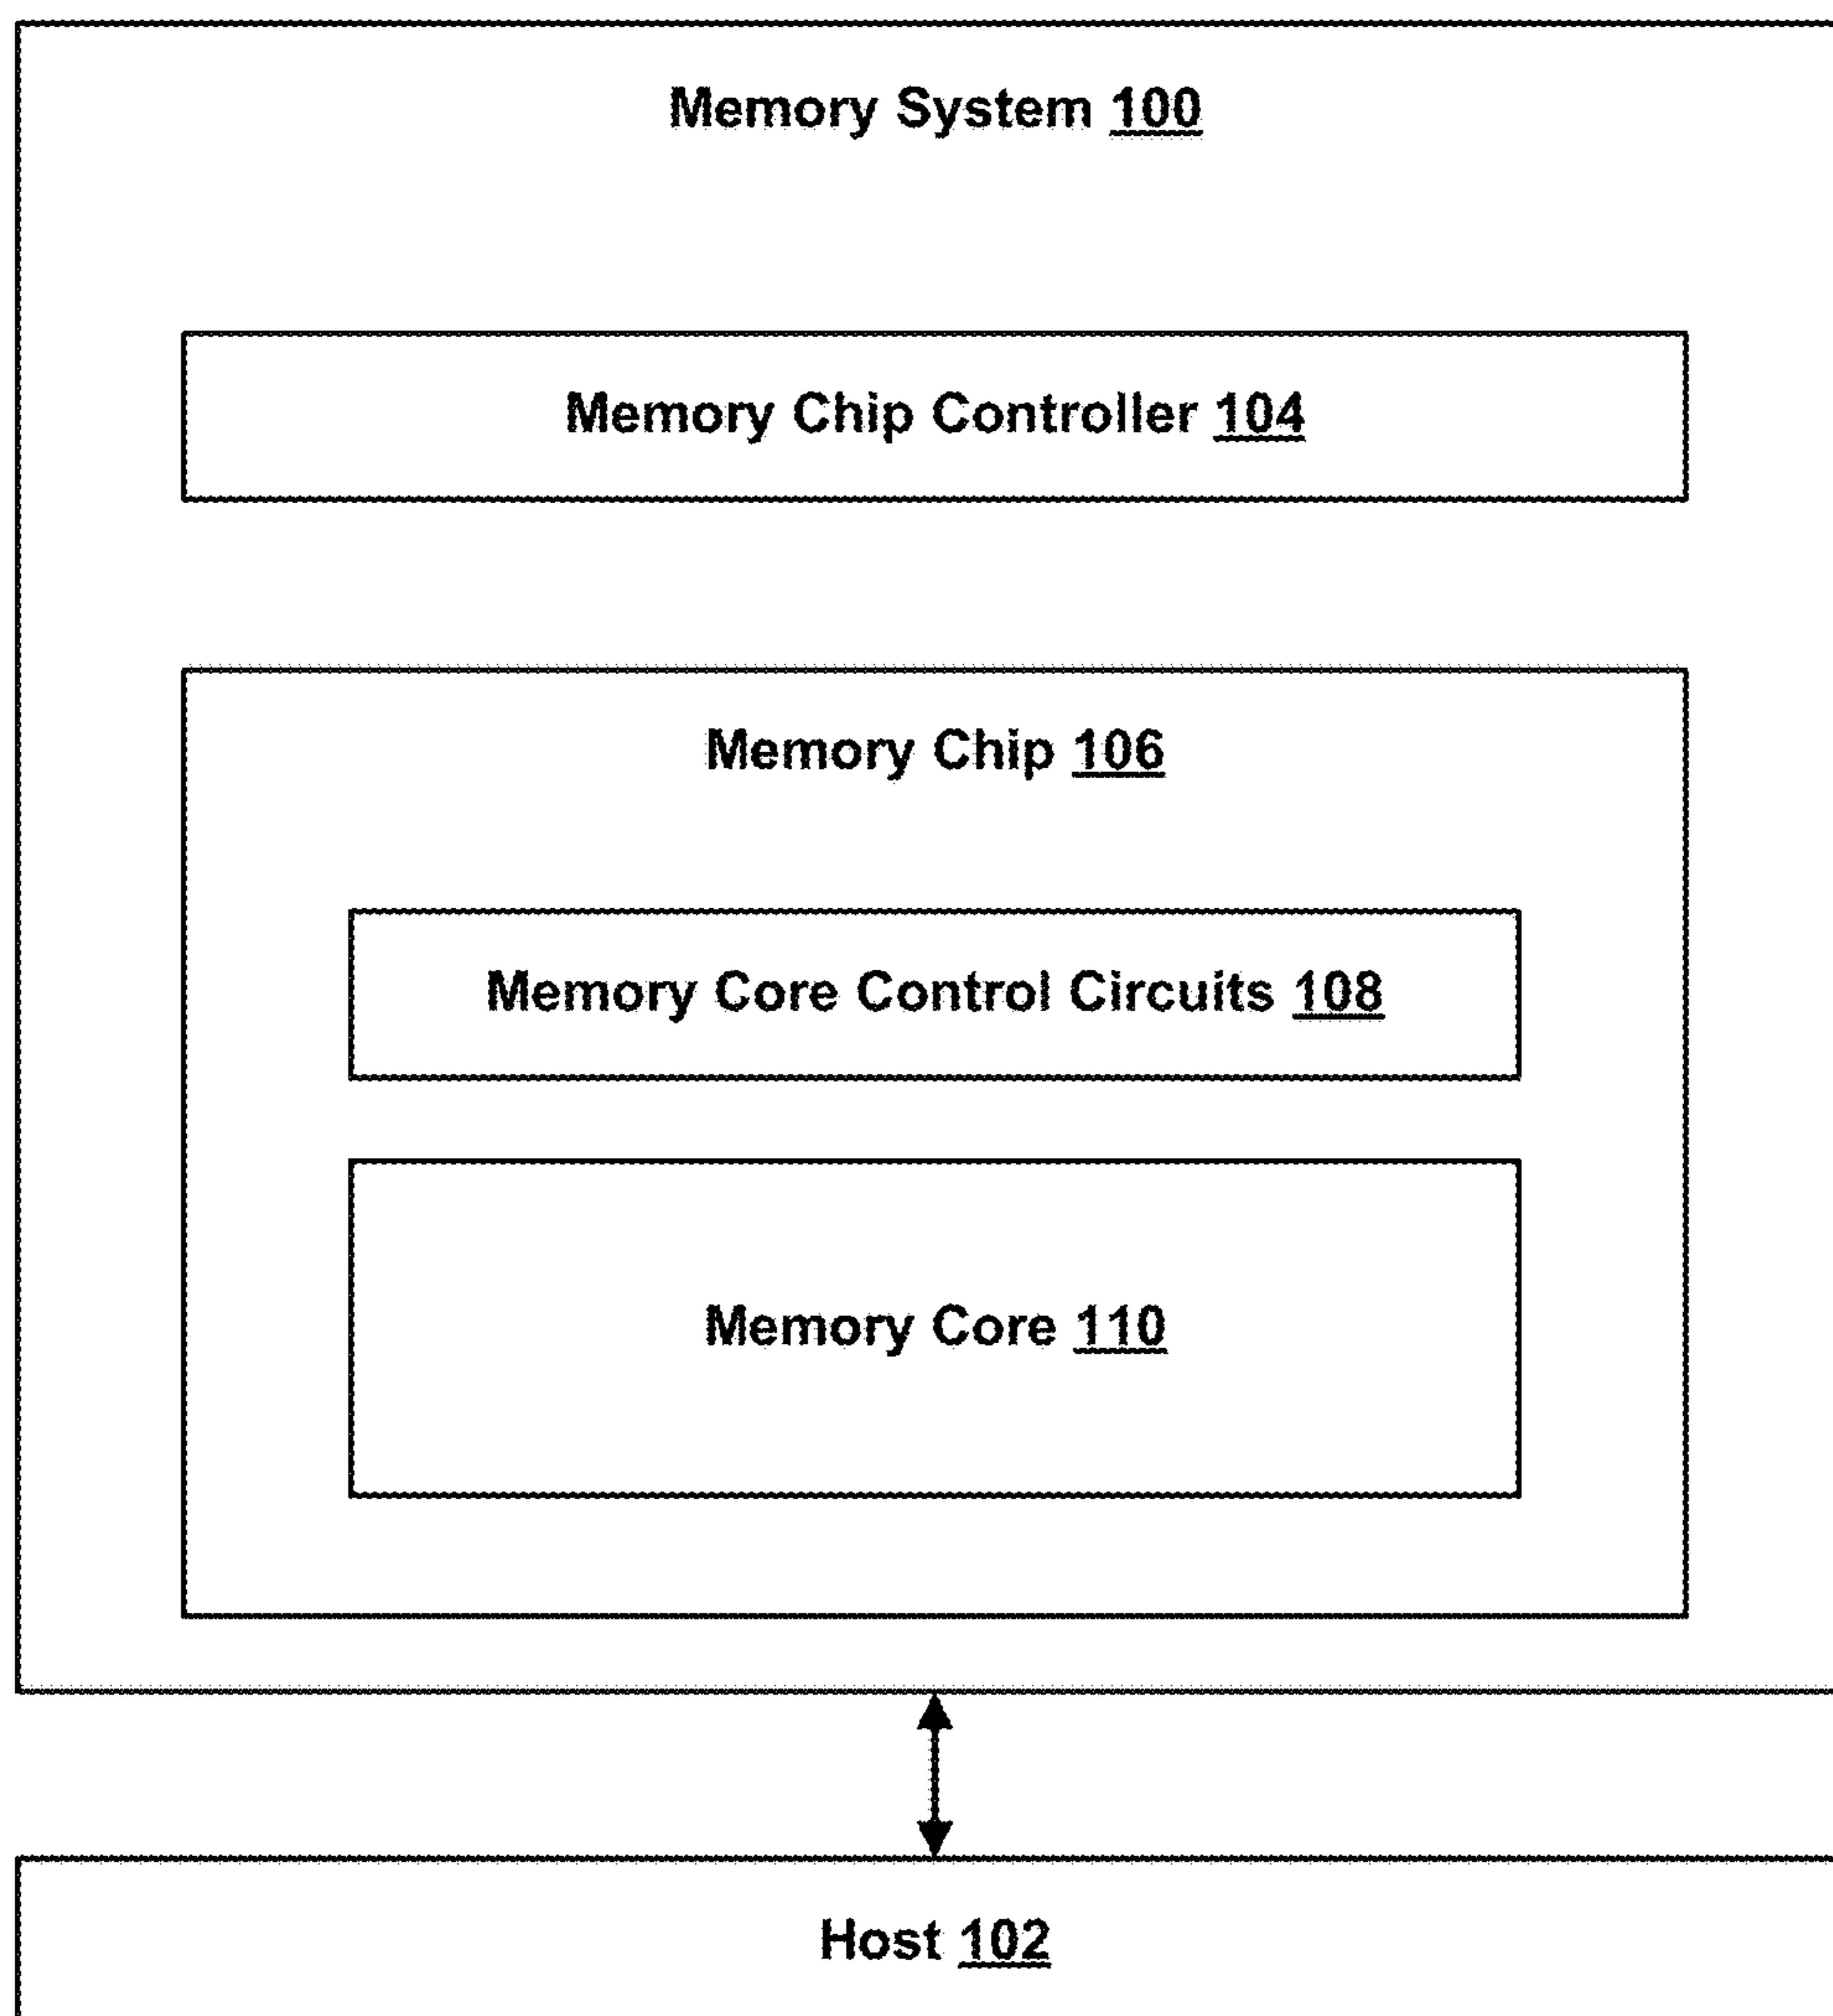 Memory System 100
Memory Chip Controller 104
Memory Chip 106
Memory Core Control Circuits 108
Memory Core 110
Host 102